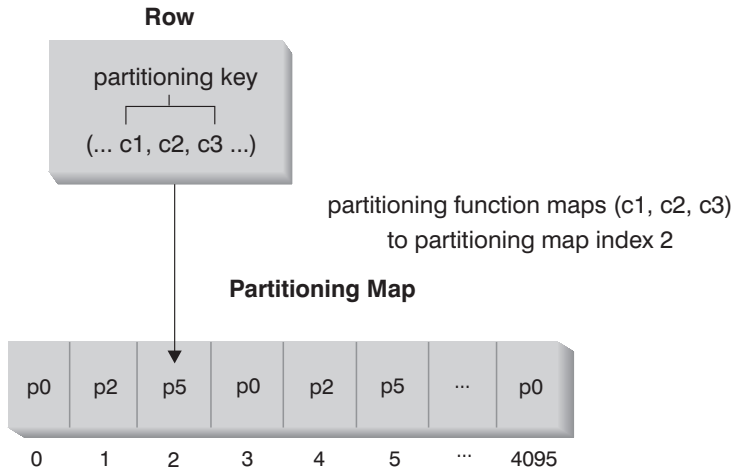 Row
partitioning key
(... c1, c2, c3 ...)
partitioning function maps (c1, c2, c3)
to partitioning map index 2
Partitioning Map
p0 p2 p5 p0 p2 p5 ... p0
0 1 2 3 4 5 ... 4095